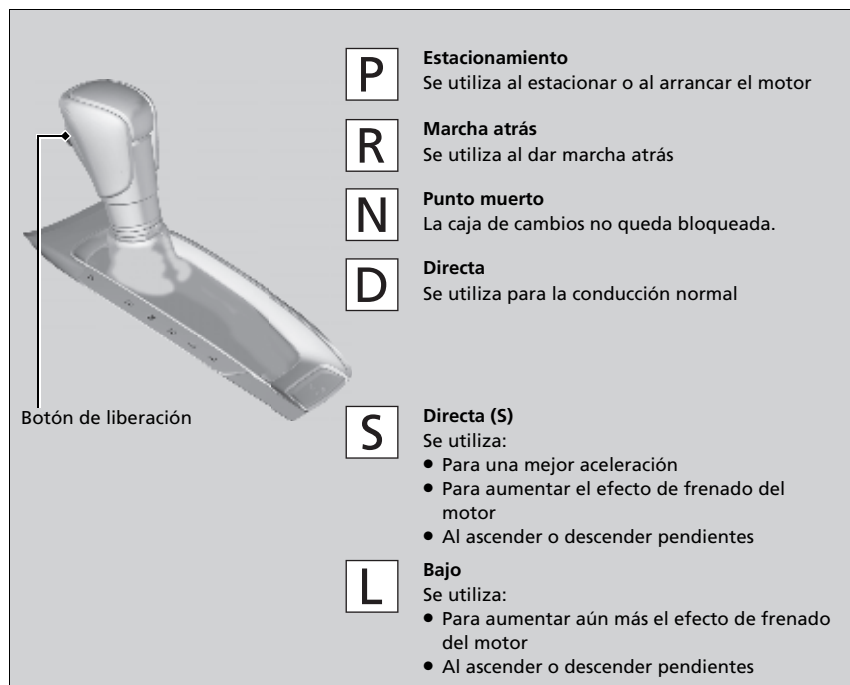 P
Estacionamiento
Se utiliza al estacionar o al arrancar el motor
R
Marcha atrás
Se utiliza al dar marcha atrás
N
Punto muerto
La caja de cambios no queda bloqueada.
D
Directa
Se utiliza para la conducción normal
Botón de liberación
S
Directa (S)
Se utiliza:
● Para una mejor aceleración
● Para aumentar el efecto de frenado del
motor
● Al ascender o descender pendientes
L
Bajo
Se utiliza:
● Para aumentar aún más el efecto de frenado
del motor
● Al ascender o descender pendientes